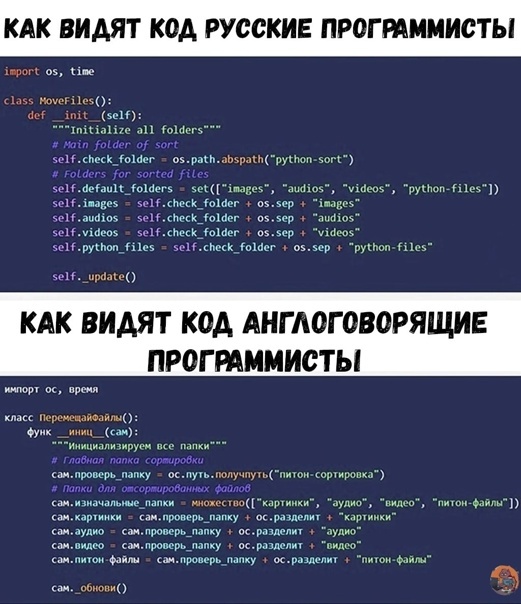 КАК ВИДЯТ КОД РУССКИЕ ПРОГРАММИСТЫ
import os, time
class MoveFiles():
def __init__(self):
"""Initialize all folders"""
# Main folder of sort
self.check_folder = os.path.abspath("python-sort")
# Folders for sorted files
self.default_folders = set(["images", "audios", "videos", "python-files"])
self.images = self.check_folder + os.sep + "images"
self.audios = self.check_folder + os.sep + "audios"
self.videos = self.check_folder + os.sep + "videos"
self.python_files = self.check_folder + os.sep + "python-files"
self._update()
КАК ВИДЯТ КОД АНГЛОГОВОРЯЩИЕ
ПРОГРАММИСТЫ
импорт ос, время
класс ПеремещайФайлы():
функ __иниц__(сам):
"""Инициализируем все папки"""
# Главная папка сортировки
сам.проверь_папку = ос.путь.получпуть("питон-сортировка")
# Папки для отсортированных файлов
сам.изначальные_папки = множество(["картинки", "аудио", "видео", "питон-файлы"])
сам.картинки = сам.проверь_папку + ос.разделит + "картинки"
сам.аудио = сам.проверь_папку + ос.разделит + "аудио"
сам.видео = сам.проверь_папку + ос.разделит + "видео"
сам.питон-файлы = сам.проверь_папку + ос.разделит + "питон-файлы"
сам._обнови()